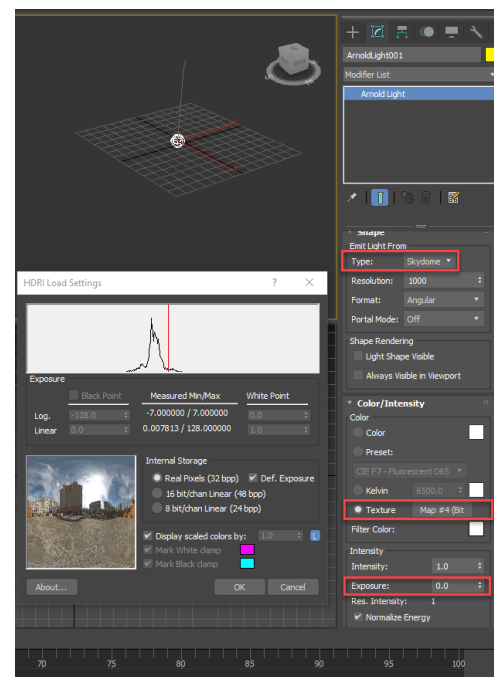 ArnoldLight001
Modifier List
Arnold Light
Shape
Emit Light From
Type: Skydome
Resolution: 1000
Format: Angular
Portal Mode: Off
Shape Rendering
Light Shape Visible
Always Visible in Viewport
Color/Intensity
Color
Color
Preset:
CIE F7 - Fluorescent D65
Kelvin 6500.0
Texture Map #4 (Bit
Filter Color:
Intensity
Intensity: 1.0
Exposure: 0.0
Res. Intensity: 1
Normalize Energy
HDRI Load Settings ?
Exposure
Black Point Measured Min/Max White Point
Log. -128.0 -7.000000 / 7.000000 0.0
Linear 0.0 0.007813 / 128.000000 1.0
Internal Storage
Real Pixels (32 bpp) Def. Exposure
16 bit/chan Linear (48 bpp)
8 bit/chan Linear (24 bpp)
Display scaled colors by: 1.0 L
Mark White clamp
Mark Black clamp
About... OK Cancel
70 75 80 85 90 95 100